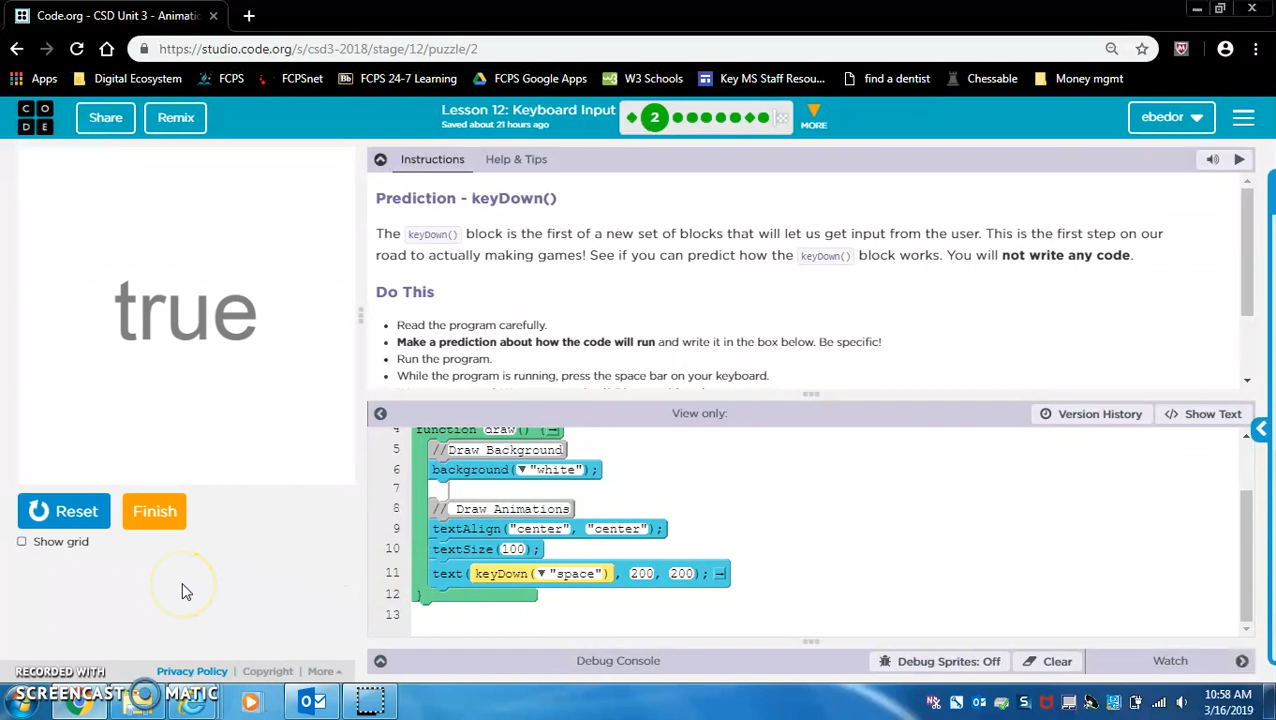 Code.org - CSD Unit 3 - Animatic
https://studio.code.org/s/csd3-2018/stage/12/puzzle/2
Apps
Digital Ecosystem
FCPS
FCPSnet
Bb
FCPS 24-7 Learning
FCPS Google Apps
W3
W3 Schools
Key MS Staff Resou...
find a dentist
Chessable
Money mgmt
C O
D E
Share
Remix
Lesson 12: Keyboard Input
Saved about 21 hours ago
2
MORE
ebedor
Instructions
Help & Tips
Prediction - keyDown()
The keyDown() block is the first of a new set of blocks that will let us get input from the user. This is the first step on our
road to actually making games! See if you can predict how the keyDown() block works. You will not write any code.
Do This
Read the program carefully.
Make a prediction about how the code will run and write it in the box below. Be specific!
Run the program.
While the program is running, press the space bar on your keyboard.
true
Reset
Finish
Show grid
View only:
Version History
</> Show Text
4 function draw() {
5 //Draw Background
6 background("white");
7
8 // Draw Animations
9 textAlign("center", "center");
10 textSize(100);
11 text(keyDown("space"), 200, 200);
12 }
13
Privacy Policy
Copyright
More
Debug Console
Debug Sprites: Off
Clear
Watch
RECORDED WITH
SCREENCAST MATIC
10:58 AM
3/16/2019